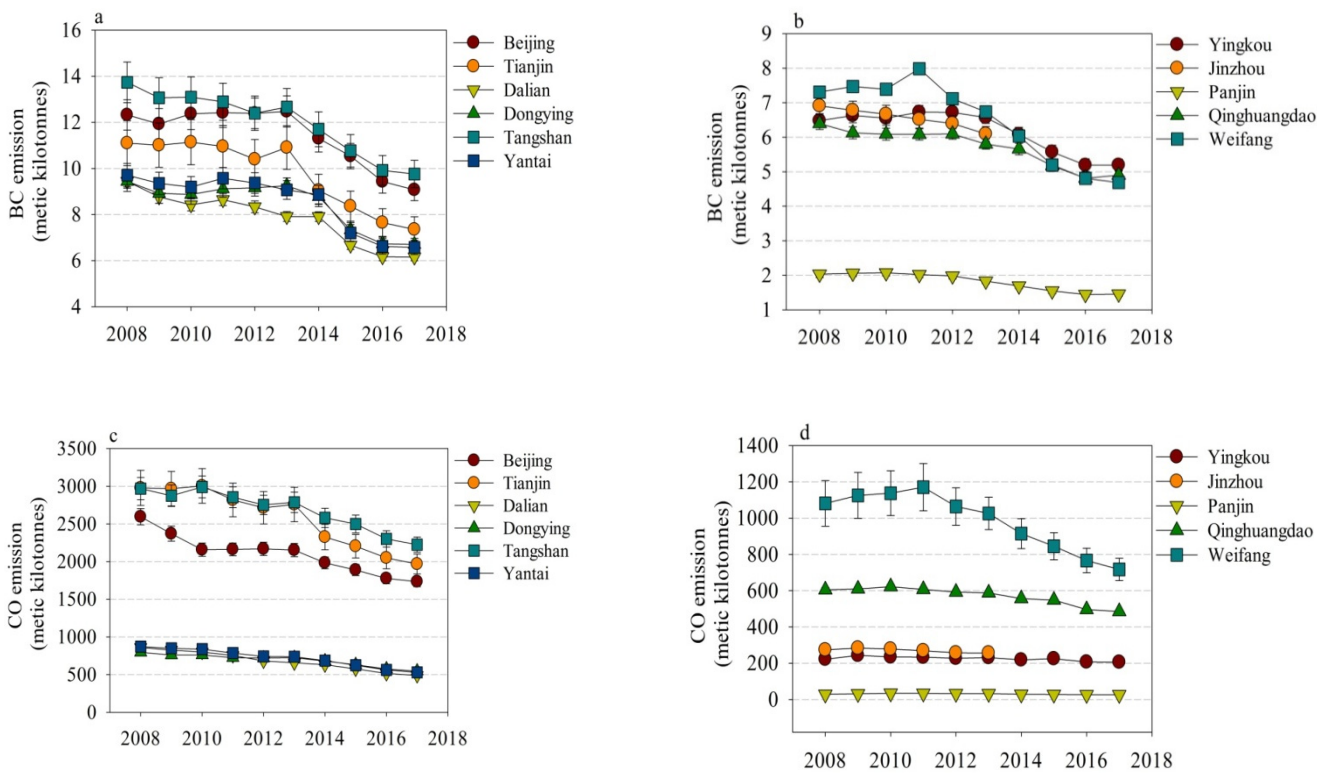 a
16
14
12
10
8
6
4
BC emission
(metic kilotonnes)
2008 2010 2012 2014 2016 2018
Beijing
Tianjin
Dalian
Dongying
Tangshan
Yantai
b
9
8
7
6
5
4
3
2
1
BC emission
(metic kilotonnes)
2008 2010 2012 2014 2016 2018
Yingkou
Jinzhou
Panjin
Qinghuangdao
Weifang
c
3500
3000
2500
2000
1500
1000
500
0
CO emission
(metic kilotonnes)
2008 2010 2012 2014 2016 2018
Beijing
Tianjin
Dalian
Dongying
Tangshan
Yantai
d
1400
1200
1000
800
600
400
200
0
CO emission
(metic kilotonnes)
2008 2010 2012 2014 2016 2018
Yingkou
Jinzhou
Panjin
Qinghuangdao
Weifang